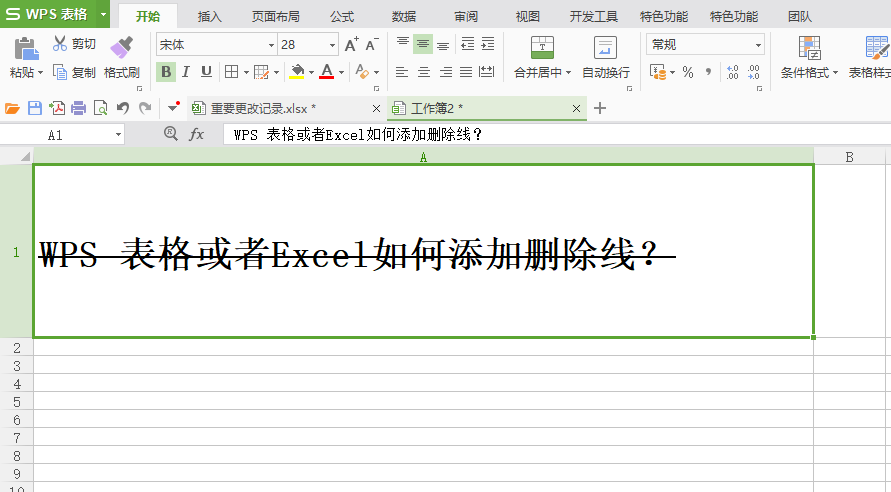 S WPS 表格 开始 插入 页面布局 公式 数据 审阅 视图 开发工具 特色功能 特色功能 团队
剪切 宋体 28 A+ A- 常规
粘贴 复制 格式刷 B I U A 合并居中 自动换行 % , .00 .0 条件格式 表格样式
重要更改记录.xlsx * 工作簿2 *
A1 fx WPS 表格或者Excel如何添加删除线?
A B
1 WPS 表格或者Excel如何添加删除线?
2
3
4
5
6
7
8
9
10